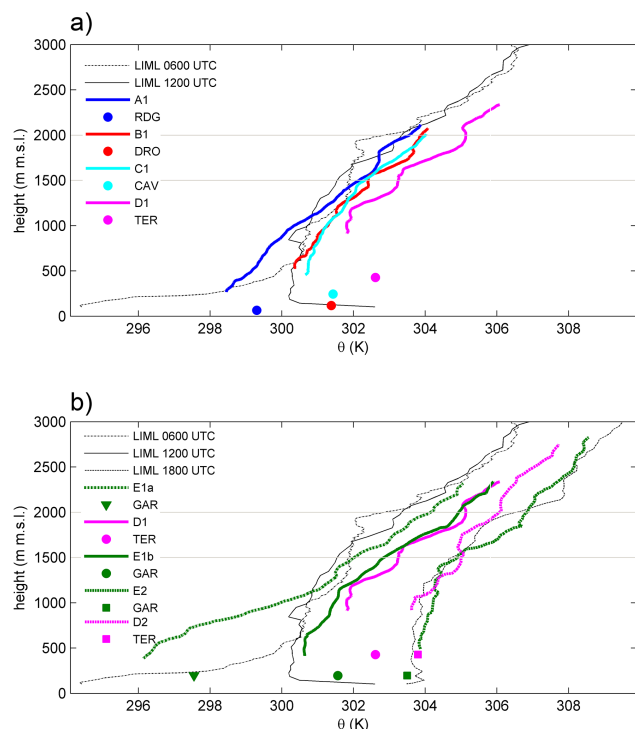 a)
3000
2500
2000
1500
1000
500
0
height (m m.s.l.)
LIML 0600 UTC
LIML 1200 UTC
A1
RDG
B1
DRO
C1
CAV
D1
TER
296
298
300
302
304
306
308
θ (K)
b)
3000
2500
2000
1500
1000
500
0
height (m m.s.l.)
LIML 0600 UTC
LIML 1200 UTC
LIML 1800 UTC
E1a
GAR
D1
TER
E1b
GAR
E2
GAR
D2
TER
294
296
298
300
302
304
306
308
θ (K)